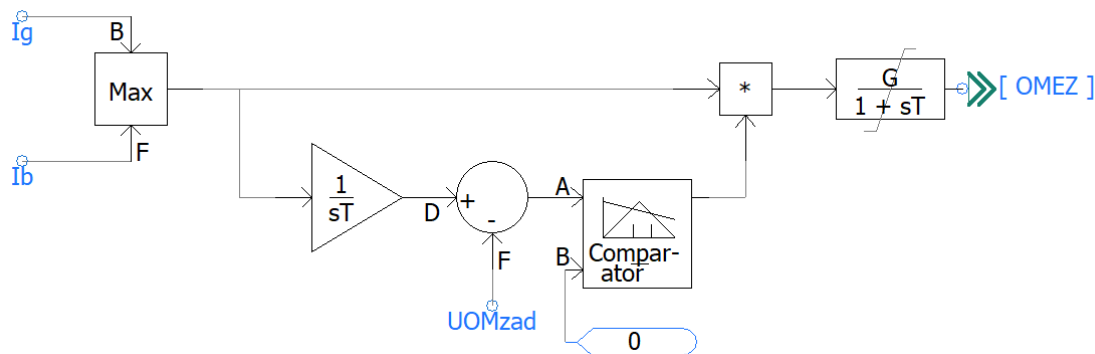 Ig
B
Max
F
Ib
1
sT
D
+
-
F
UOMzad
A
B
Compar-
ator
0
*
G
1 + sT
[ OMEZ ]